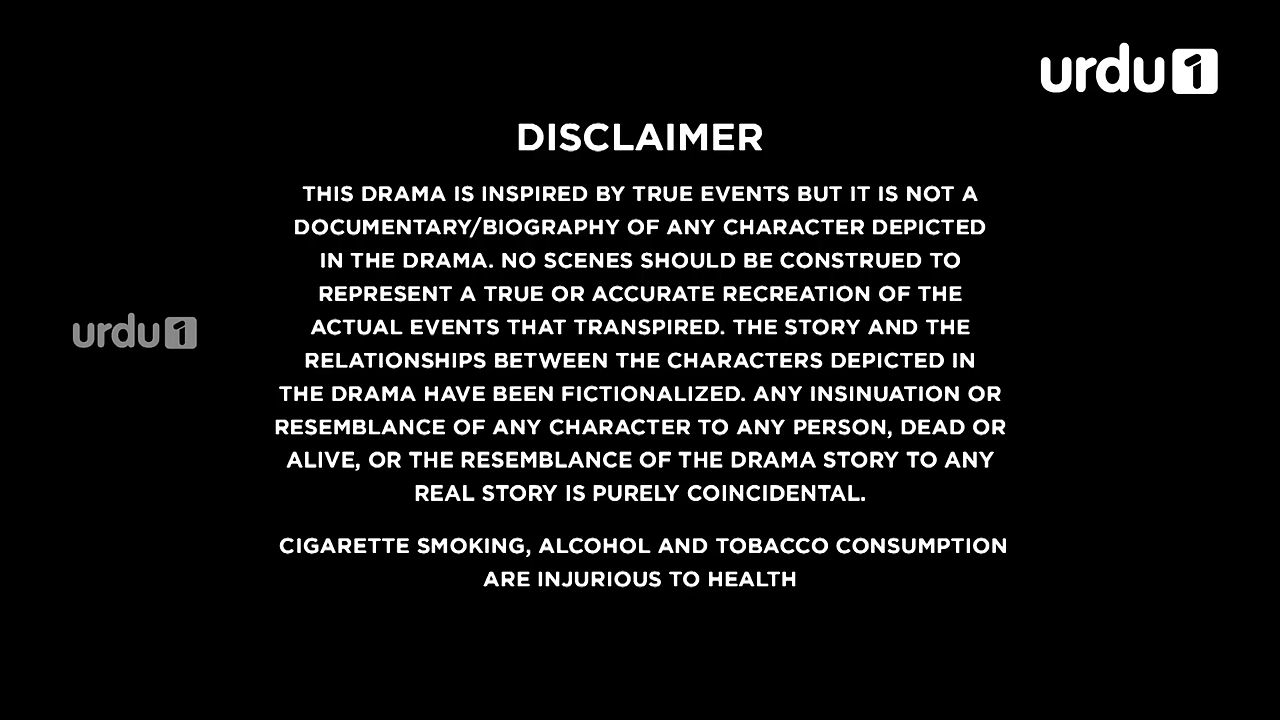 urdu1
DISCLAIMER
THIS DRAMA IS INSPIRED BY TRUE EVENTS BUT IT IS NOT A
DOCUMENTARY/BIOGRAPHY OF ANY CHARACTER DEPICTED
IN THE DRAMA. NO SCENES SHOULD BE CONSTRUED TO
REPRESENT A TRUE OR ACCURATE RECREATION OF THE
ACTUAL EVENTS THAT TRANSPIRED. THE STORY AND THE
urdu1
RELATIONSHIPS BETWEEN THE CHARACTERS DEPICTED IN
THE DRAMA HAVE BEEN FICTIONALIZED. ANY INSINUATION OR
RESEMBLANCE OF ANY CHARACTER TO ANY PERSON, DEAD OR
ALIVE, OR THE RESEMBLANCE OF THE DRAMA STORY TO ANY
REAL STORY IS PURELY COINCIDENTAL.
CIGARETTE SMOKING, ALCOHOL AND TOBACCO CONSUMPTION
ARE INJURIOUS TO HEALTH